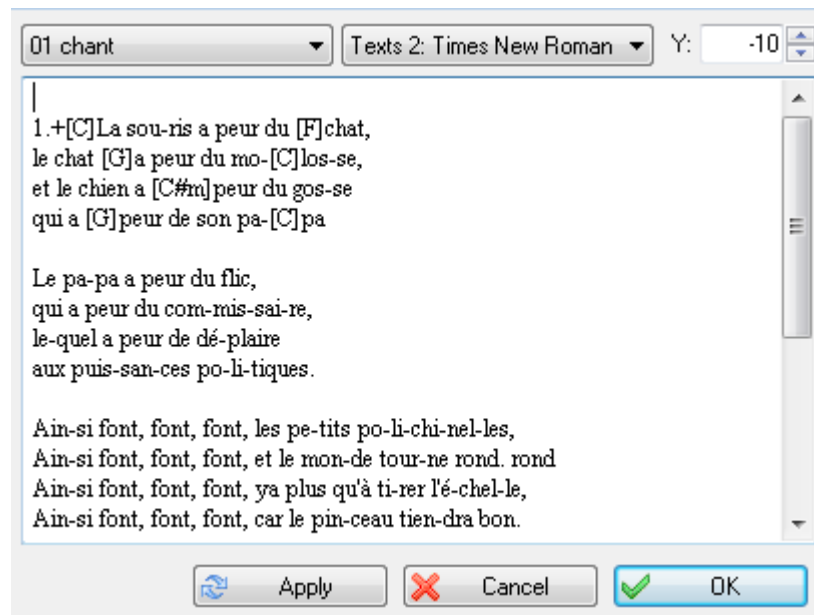 01 chant
Texts 2: Times New Roman
Y:
-10
1.+[C]La sou-ris a peur du [F]chat,
le chat [G]a peur du mo-[C]los-se,
et le chien a [C#m]peur du gos-se
qui a [G]peur de son pa-[C]pa
Le pa-pa a peur du flic,
qui a peur du com-mis-sai-re,
le-quel a peur de dé-plaire
aux puis-san-ces po-li-tiques.
Ain-si font, font, font, les pe-tits po-li-chi-nel-les,
Ain-si font, font, font, et le mon-de tour-ne rond. rond
Ain-si font, font, font, ya plus qu'à ti-rer l'é-chel-le,
Ain-si font, font, font, car le pin-ceau tien-dra bon.
Apply
Cancel
OK